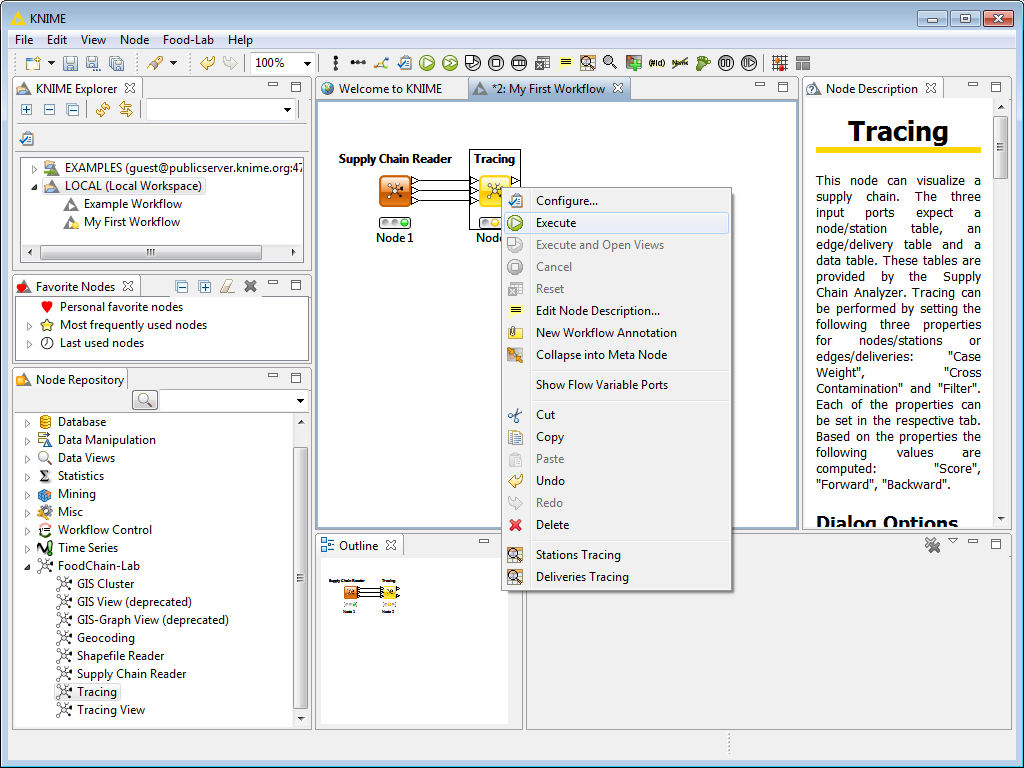 KNIME
File Edit View Node Food-Lab Help
100%
KNIME Explorer
EXAMPLES (guest@publicserver.knime.org:47
LOCAL (Local Workspace)
Example Workflow
My First Workflow
Favorite Nodes
Personal favorite nodes
Most frequently used nodes
Last used nodes
Node Repository
Database
Data Manipulation
Data Views
Statistics
Mining
Misc
Workflow Control
Time Series
FoodChain-Lab
GIS Cluster
GIS View (deprecated)
GIS-Graph View (deprecated)
Geocoding
Shapefile Reader
Supply Chain Reader
Tracing
Tracing View
Welcome to KNIME
*2: My First Workflow
Supply Chain Reader
Tracing
Node 1
Node
Configure...
Execute
Execute and Open Views
Cancel
Reset
Edit Node Description...
New Workflow Annotation
Collapse into Meta Node
Show Flow Variable Ports
Cut
Copy
Paste
Undo
Redo
Delete
Stations Tracing
Deliveries Tracing
Outline
Supply Chain Reader
Tracing
Node 1
Node 2
Node Description
Tracing
This node can visualize a
supply chain. The three
input ports expect a
node/station table, an
edge/delivery table and a
data table. These tables are
provided by the Supply
Chain Analyzer. Tracing can
be performed by setting the
following three properties
for nodes/stations or
edges/deliveries: "Case
Weight", "Cross
Contamination" and "Filter".
Each of the properties can
be set in the respective tab.
Based on the properties the
following values are
computed: "Score",
"Forward", "Backward".
Dialog Options